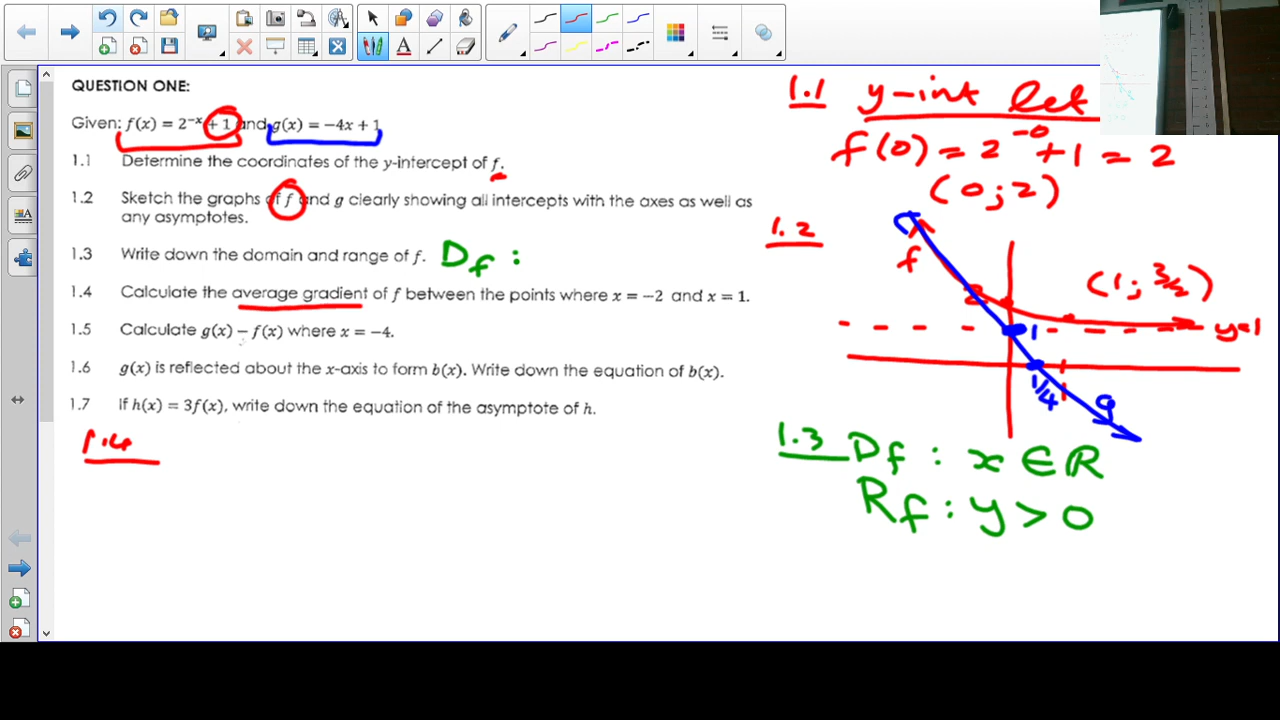 QUESTION ONE:
Given: f(x) = 2^{-x} + 1 and g(x) = −4x + 1
1.1 Determine the coordinates of the y-intercept of f.
1.2 Sketch the graphs of f and g clearly showing all intercepts with the axes as well as
any asymptotes.
1.3 Write down the domain and range of f. Df :
1.4 Calculate the average gradient of f between the points where x = −2 and x = 1.
1.5 Calculate g(x) − f(x) where x = −4.
1.6 g(x) is reflected about the x-axis to form b(x). Write down the equation of b(x).
1.7 If h(x) = 3f(x), write down the equation of the asymptote of h.
1.4
1.1 y-int let
f(0) = 2^{-0} + 1 = 2
(0;2)
1.2
f
(1; 3/2)
2
1
y=1
1/4
1
g
1.3 Df : x ∈ ℝ
Rf : y > 0